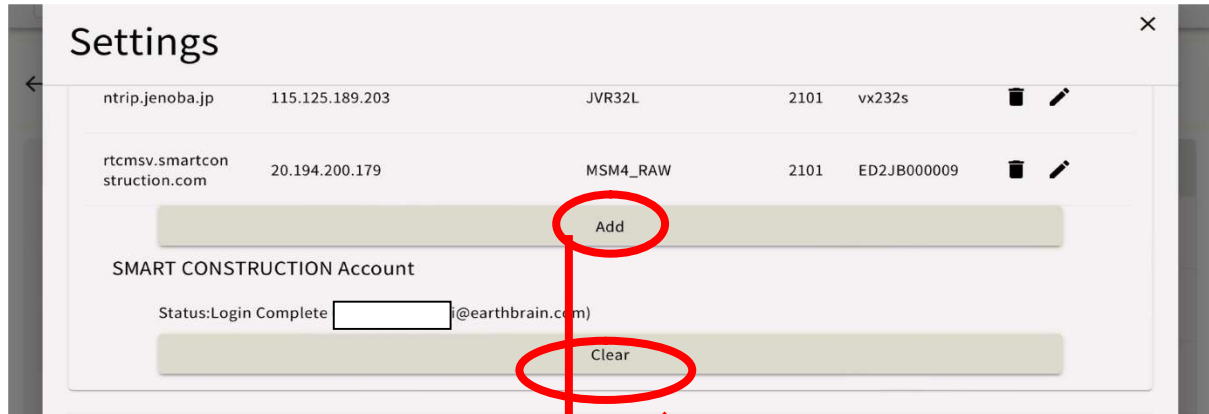 Settings
ntrip.jenoba.jp 115.125.189.203 JVR32L 2101 vx232s
rtcmsv.smartcon
struction.com 20.194.200.179 MSM4_RAW 2101 ED2JB000009
Add
SMART CONSTRUCTION Account
Status:Login Complete i@earthbrain.com)
Clear